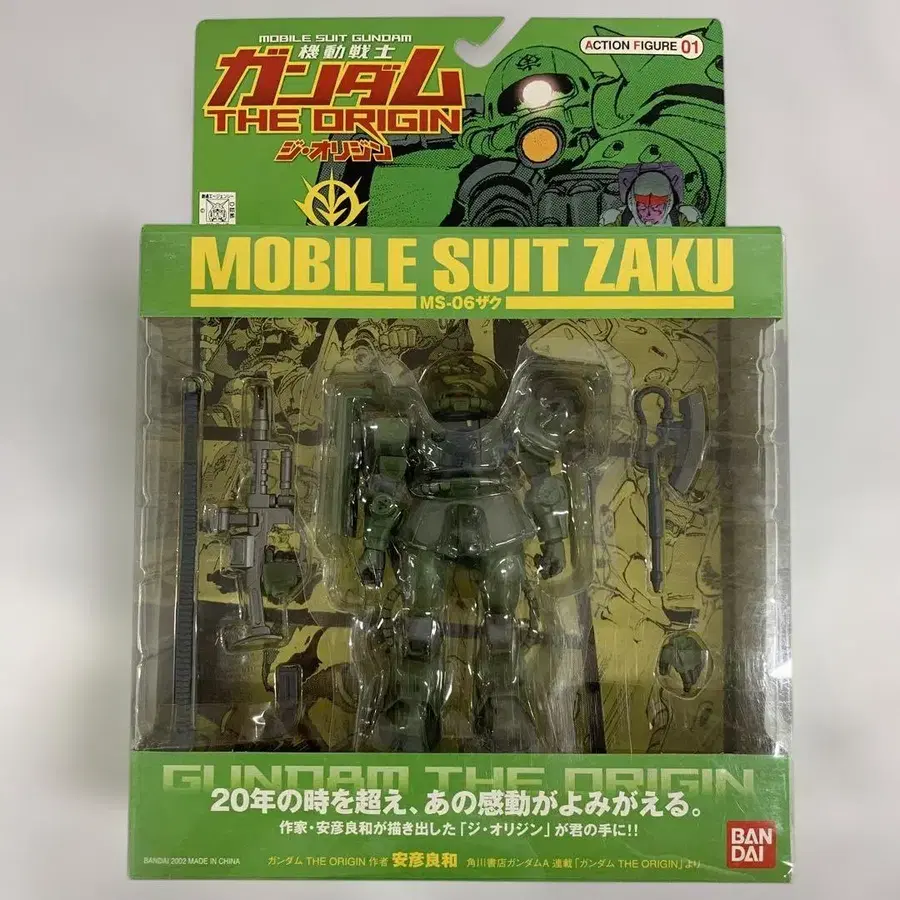 MOBILE SUIT GUNDAM
機動戦士
ガンダム
THE ORIGIN
ジ・オリジン
ACTION FIGURE 01
MOBILE SUIT ZAKU
MS-06ザク
GUNDAM THE ORIGIN
20年の時を超え、あの感動がよみがえる。
作家・安彦良和が描き出した「ジ・オリジン」が君の手に!!
BANDAI 2002 MADE IN CHINA
ガンダム THE ORIGIN 作者 安彦良和 角川書店ガンダムA 連載「ガンダム THE ORIGIN」より
BAN
DAI